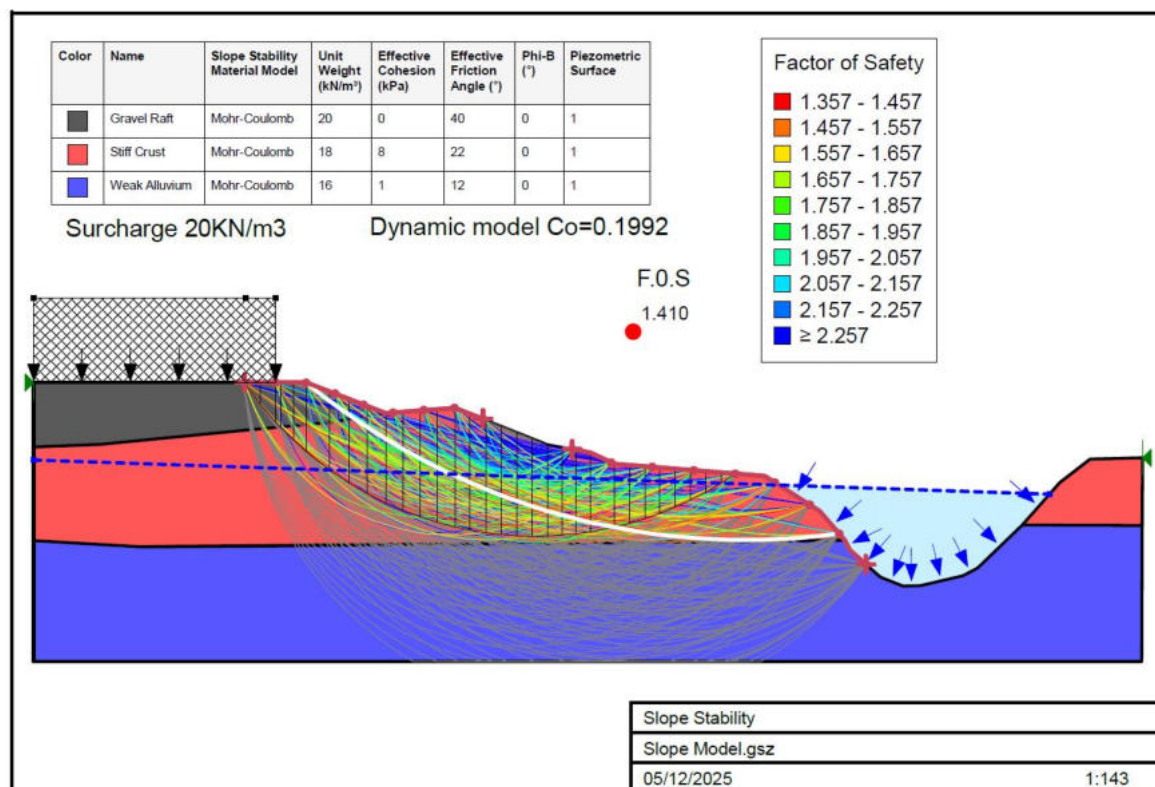 Color Name Slope Stability Material Model Unit Weight (kN/m³) Effective Cohesion (kPa) Effective Friction Angle (°) Phi-B (°) Piezometric Surface
Gravel Raft Mohr-Coulomb 20 0 40 0 1
Stiff Crust Mohr-Coulomb 18 8 22 0 1
Weak Alluvium Mohr-Coulomb 16 1 12 0 1
Surcharge 20KN/m3 Dynamic model Co=0.1992
Factor of Safety
1.357 - 1.457
1.457 - 1.557
1.557 - 1.657
1.657 - 1.757
1.757 - 1.857
1.857 - 1.957
1.957 - 2.057
2.057 - 2.157
2.157 - 2.257
≥ 2.257
F.0.S
1.410
Slope Stability
Slope Model.gsz
05/12/2025 1:143